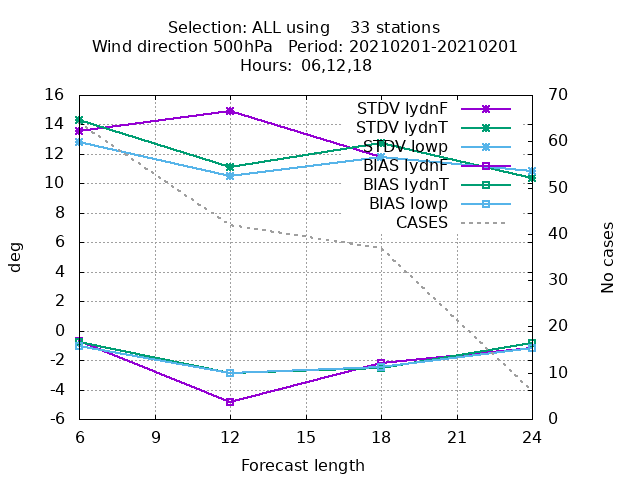 Selection: ALL using    33 stations
Wind direction 500hPa   Period: 20210201-20210201
Hours:  06,12,18
16
14
12
10
8
6
4
2
0
-2
-4
-6
70
60
50
40
30
20
10
0
6
9
12
15
18
21
24
deg
No cases
Forecast length
STDV lydnF
STDV lydnT
STDV lowp
BIAS lydnF
BIAS lydnT
BIAS lowp
CASES